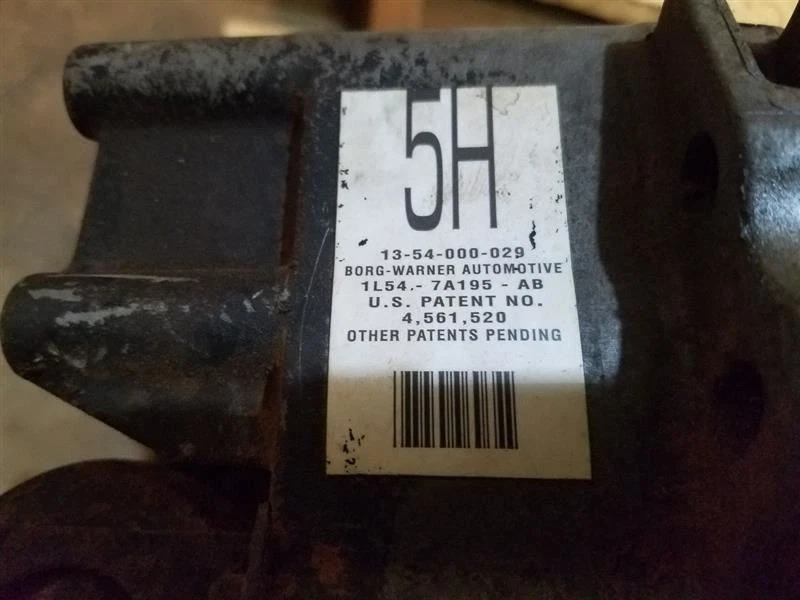 5H
13-54-000-029
BORG-WARNER AUTOMOTIVE
1L54.- 7A195 - AB
U.S. PATENT NO.
4,561,520
OTHER PATENTS PENDING